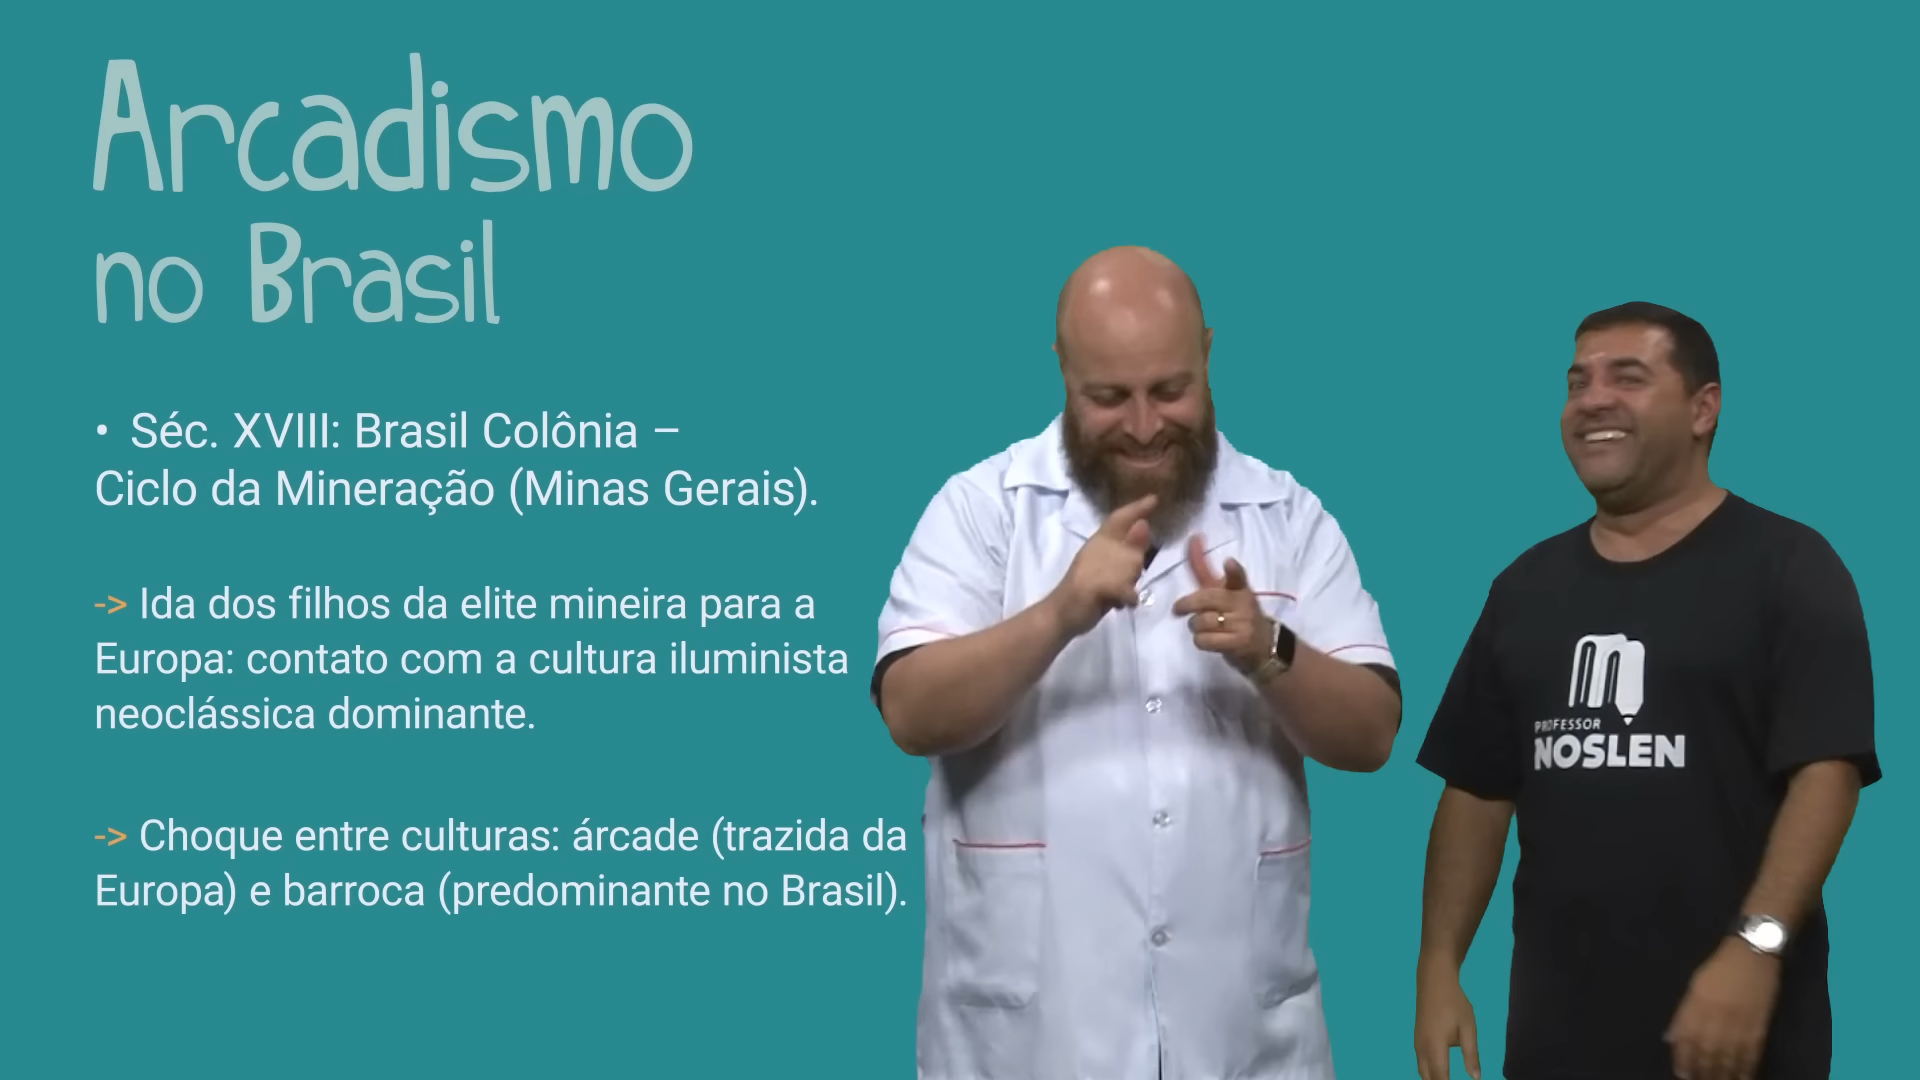 Arcadismo
no Brasil
• Séc. XVIII: Brasil Colônia –
Ciclo da Mineração (Minas Gerais).
-> Ida dos filhos da elite mineira para a
Europa: contato com a cultura iluminista
neoclássica dominante.
-> Choque entre culturas: árcade (trazida da
Europa) e barroca (predominante no Brasil).
PROFESSOR
NOSLEN